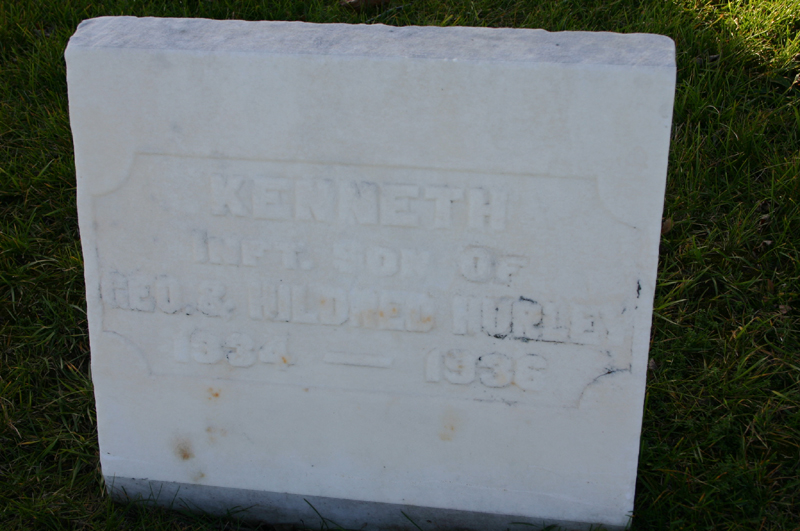 KENNETH
INFT. SON OF
GEO. & HILDRED HURLEY
1934 — 1936